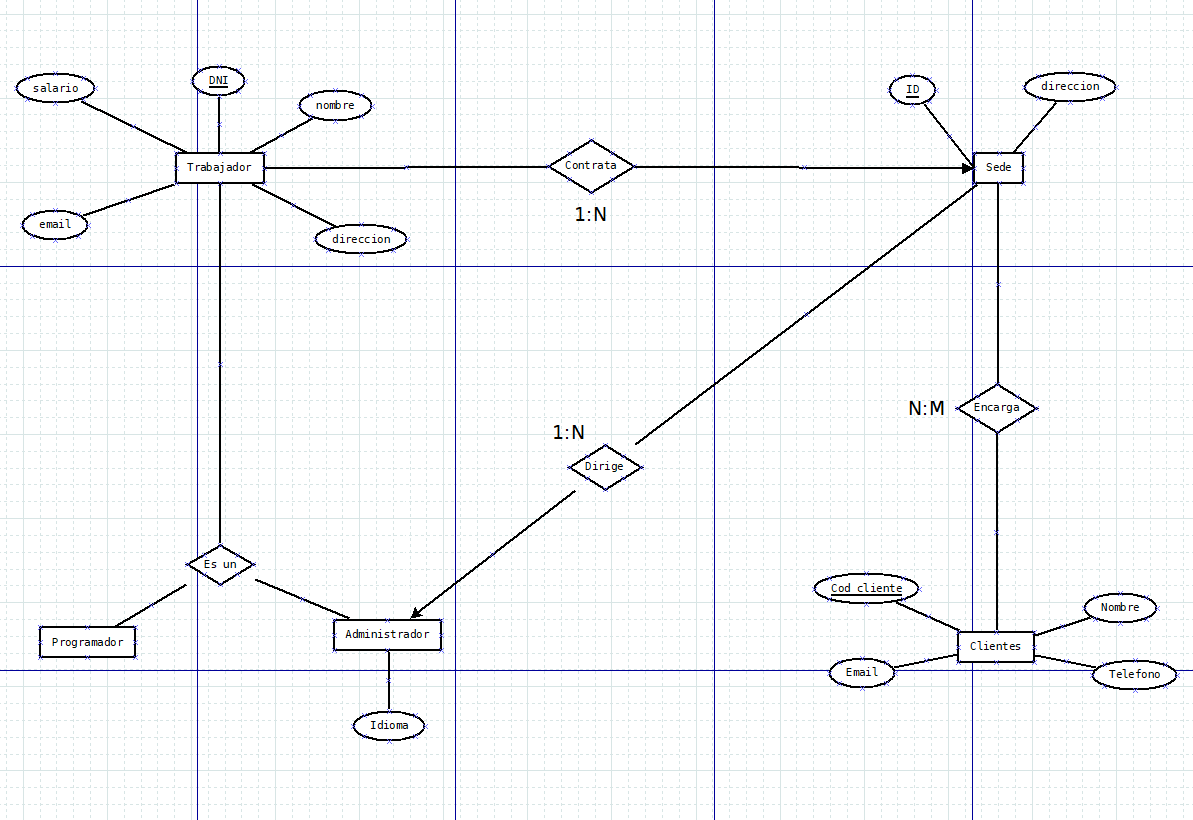 salario
DNI
nombre
ID
direccion
Trabajador
Contrata
Sede
email
direccion
1:N
N:M
Encarga
1:N
Dirige
Es un
Cod cliente
Nombre
Programador
Administrador
Clientes
Email
Telefono
Idioma